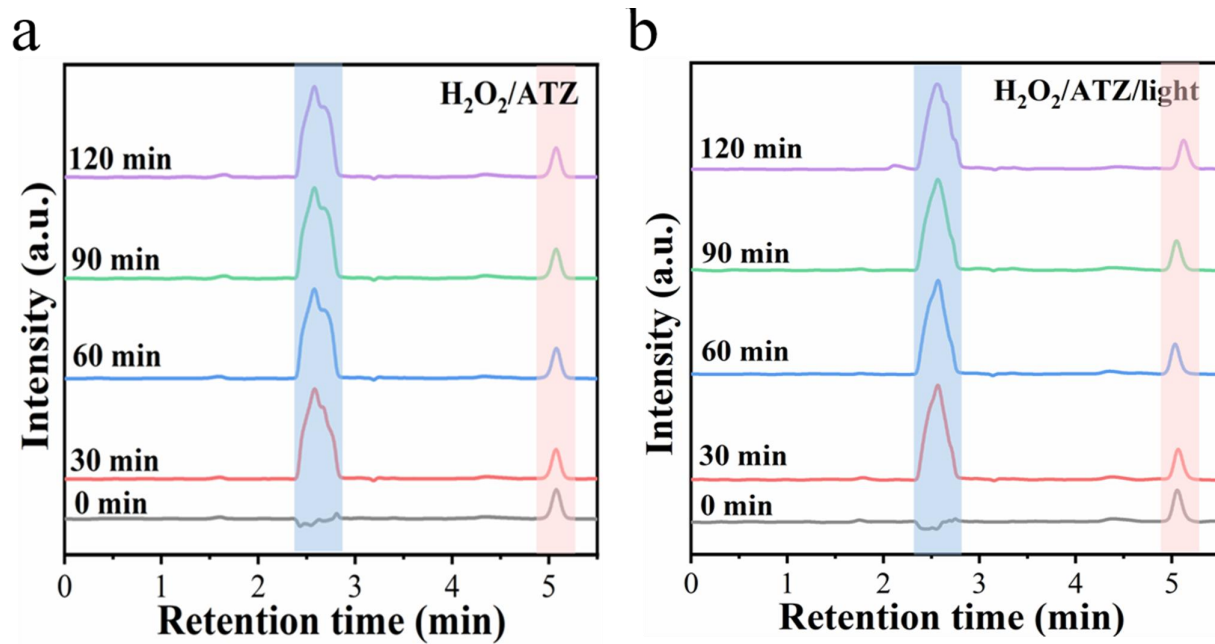 a
H₂O₂/ATZ
120 min
90 min
60 min
30 min
0 min
Intensity (a.u.)
0 1 2 3 4 5
Retention time (min)
b
H₂O₂/ATZ/light
120 min
90 min
60 min
30 min
0 min
Intensity (a.u.)
0 1 2 3 4 5
Retention time (min)